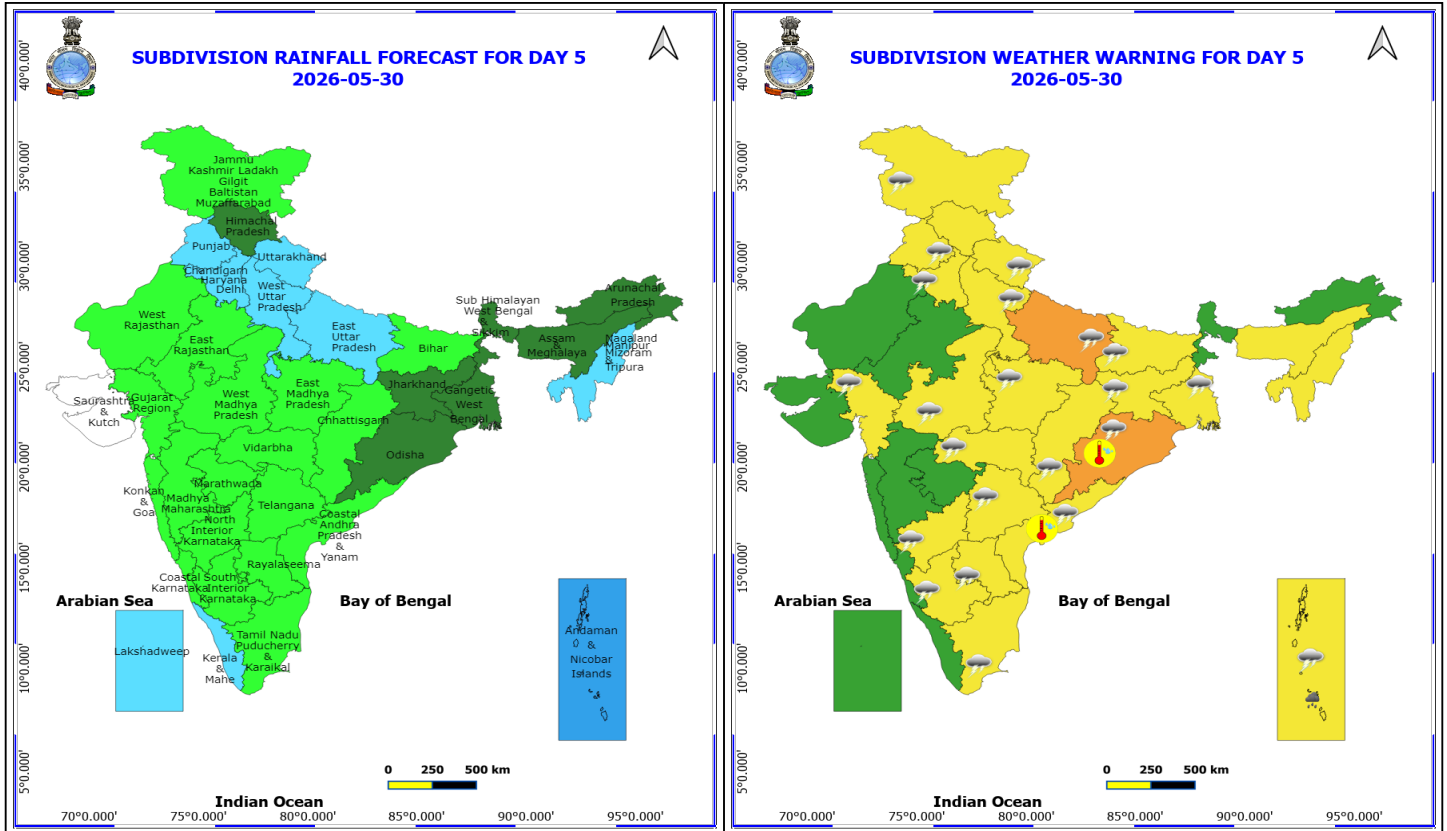 SUBDIVISION RAINFALL FORECAST FOR DAY 5
2026-05-30
40°0.000'
35°0.000'
30°0.000'
25°0.000'
20°0.000'
15°0.000'
10°0.000'
5°0.000'
Jammu
Kashmir Ladakh
Gilgit
Baltistan
Muzaffarabad
Himachal
Pradesh
Punjab
Uttarakhand
Chandigarh
Haryana
Delhi
West
Uttar
Pradesh
West
Rajasthan
East
Rajasthan
East
Uttar
Pradesh
Bihar
Sub Himalayan
West Bengal
&
Sikkim
Arunachal
Pradesh
Assam
&
Meghalaya
Nagaland
Manipur
Mizoram
&
Tripura
Saurashtra
&
Kutch
Gujarat
Region
West
Madhya
Pradesh
East
Madhya
Pradesh
Jharkhand
Gangetic
West
Bengal
Chhattisgarh
Vidarbha
Odisha
Konkan
&
Goa
Madhya
Maharashtra
Marathwada
Telangana
North
Interior
Karnataka
Coastal
Andhra
Pradesh
&
Yanam
Rayalaseema
Coastal
Karnataka
South
Interior
Karnataka
Arabian Sea
Bay of Bengal
Lakshadweep
Kerala
&
Mahe
Tamil Nadu
Puducherry
&
Karaikal
Andaman
&
Nicobar
Islands
0 250 500 km
Indian Ocean
70°0.000' 75°0.000' 80°0.000' 85°0.000' 90°0.000' 95°0.000'
SUBDIVISION WEATHER WARNING FOR DAY 5
2026-05-30
40°0.000'
35°0.000'
30°0.000'
25°0.000'
20°0.000'
15°0.000'
10°0.000'
5°0.000'
Arabian Sea
Bay of Bengal
0 250 500 km
Indian Ocean
70°0.000' 75°0.000' 80°0.000' 85°0.000' 90°0.000' 95°0.000'